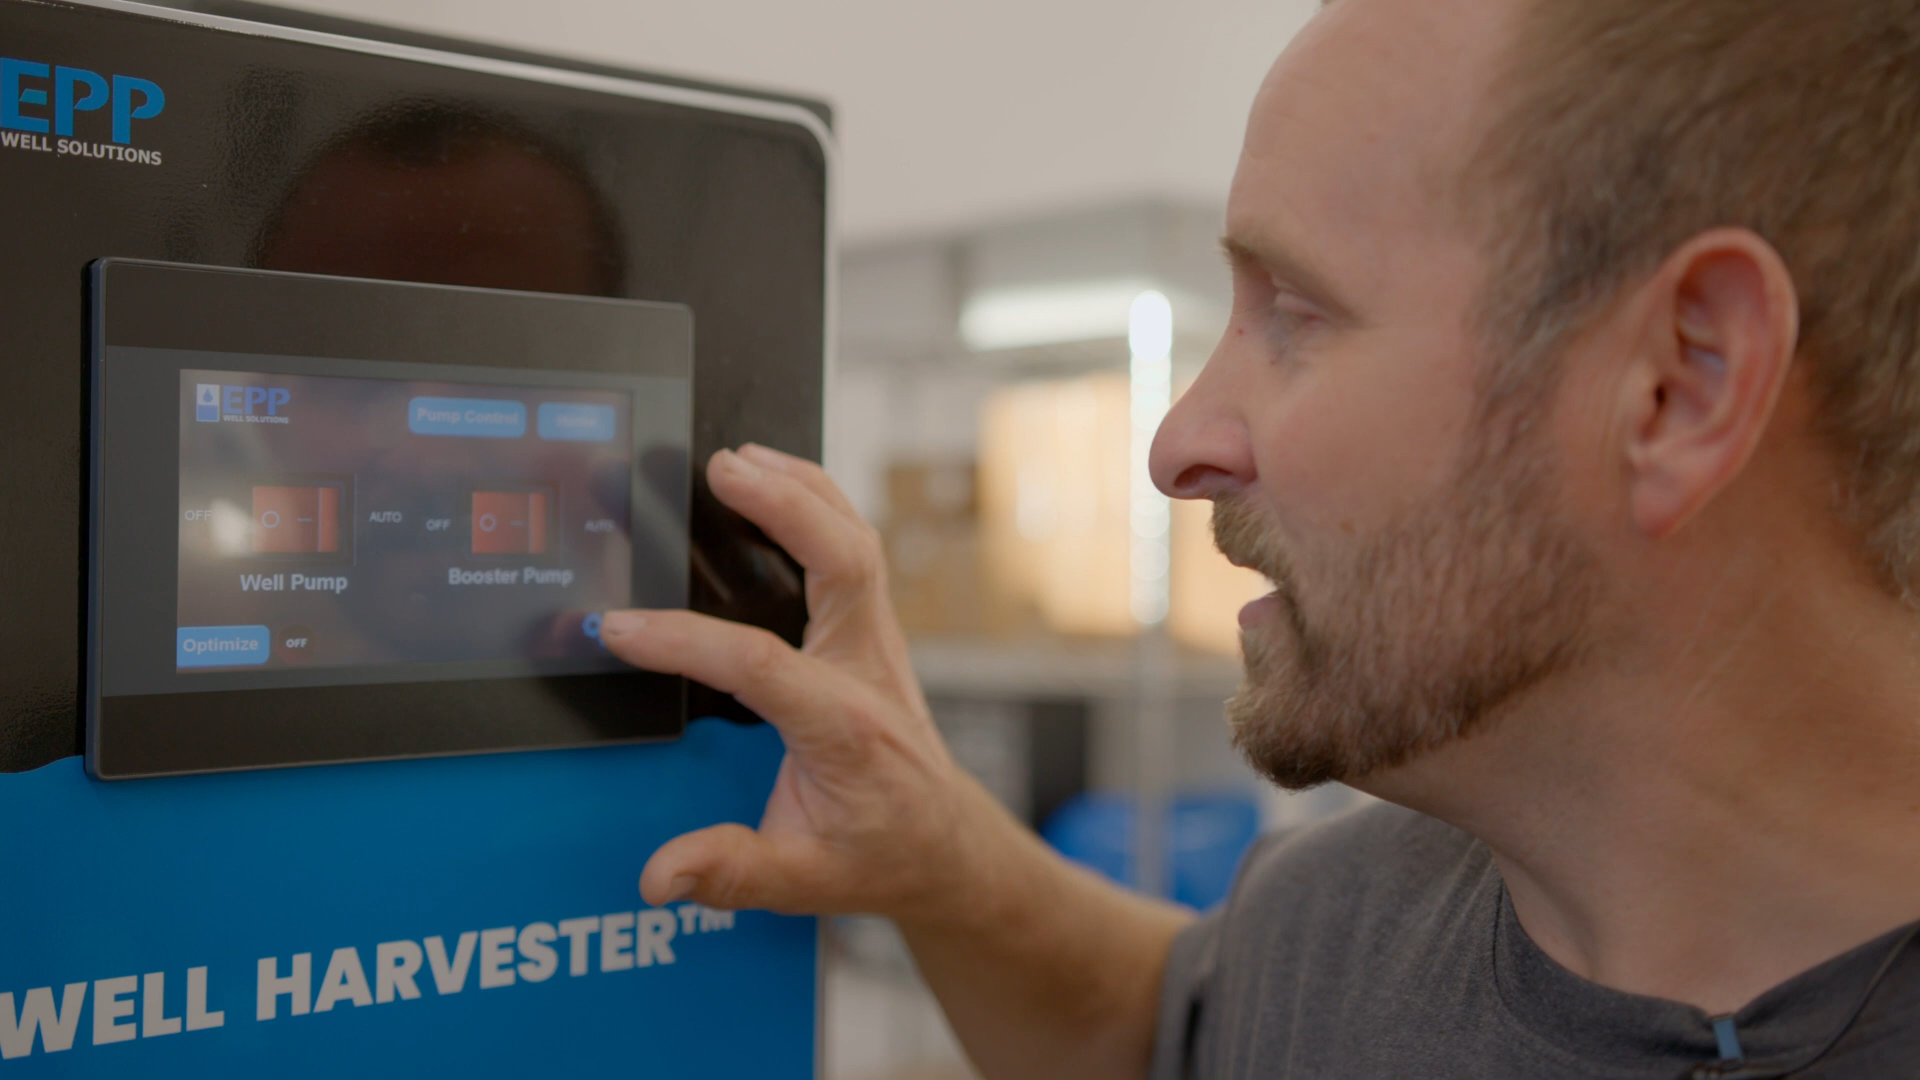 EPP
WELL SOLUTIONS
EPP
WELL SOLUTIONS
Pump Control
OFF
AUTO
OFF
AUTO
Well Pump
Booster Pump
Optimize
OFF
WELL HARVESTER™